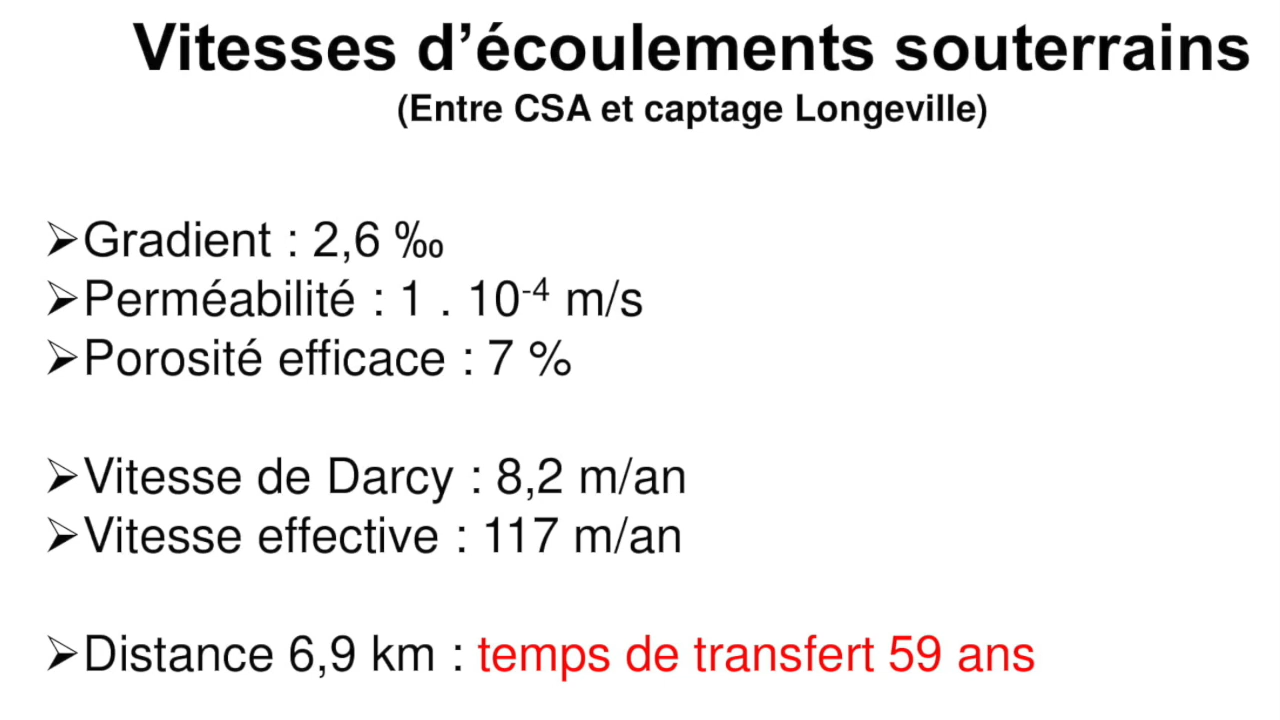 Vitesses d’écoulements souterrains
(Entre CSA et captage Longeville)
➢Gradient : 2,6 ‰
➢Perméabilité : 1 . 10⁻⁴ m/s
➢Porosité efficace : 7 %
➢Vitesse de Darcy : 8,2 m/an
➢Vitesse effective : 117 m/an
➢Distance 6,9 km : temps de transfert 59 ans